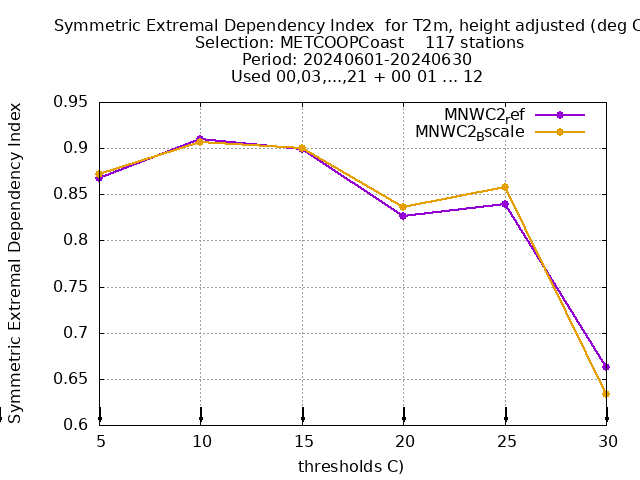 Symmetric Extremal Dependency Index  for T2m, height adjusted (deg C
Selection: METCOOPCoast    117 stations
Period: 20240601-20240630
Used 00,03,...,21 + 00 01 ... 12
Symmetric Extremal Dependency Index
0.95
0.9
0.85
0.8
0.75
0.7
0.65
0.6
MNWC2ref
MNWC2Bscale
5 10 15 20 25 30
thresholds C)